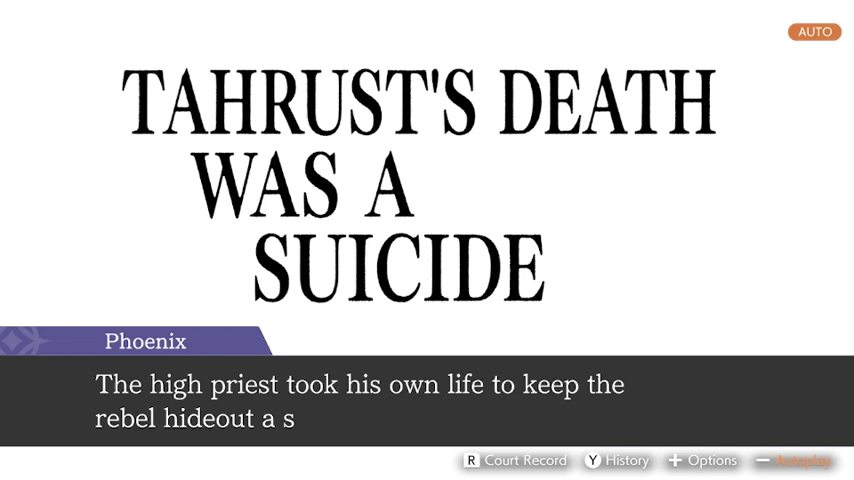 AUTO
TAHRUST'S DEATH
WAS A
SUICIDE
Phoenix
The high priest took his own life to keep the
rebel hideout a s
R Court Record Y History + Options − Autoplay